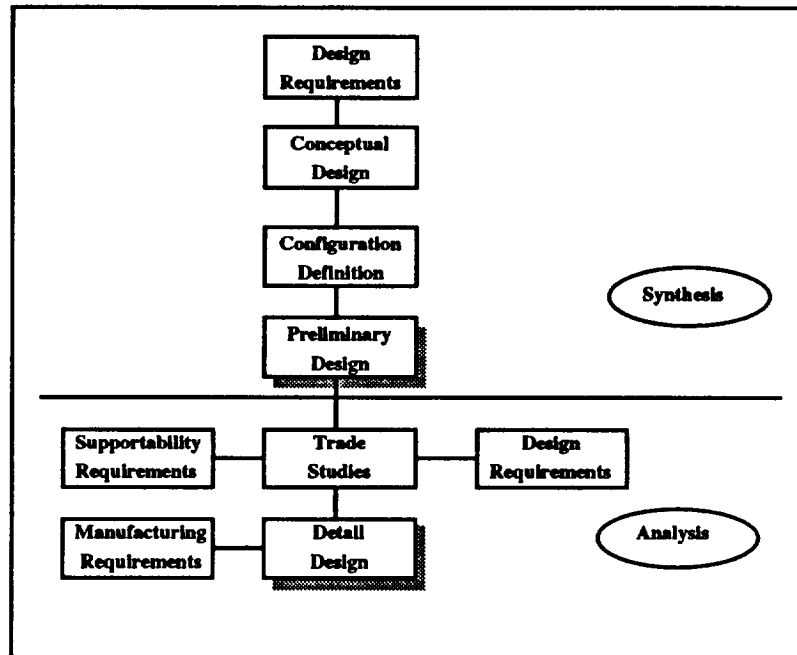 Design
Requirements
Conceptual
Design
Configuration
Definition
Synthesis
Preliminary
Design
Supportability
Requirements
Trade
Studies
Design
Requirements
Manufacturing
Requirements
Detail
Design
Analysis